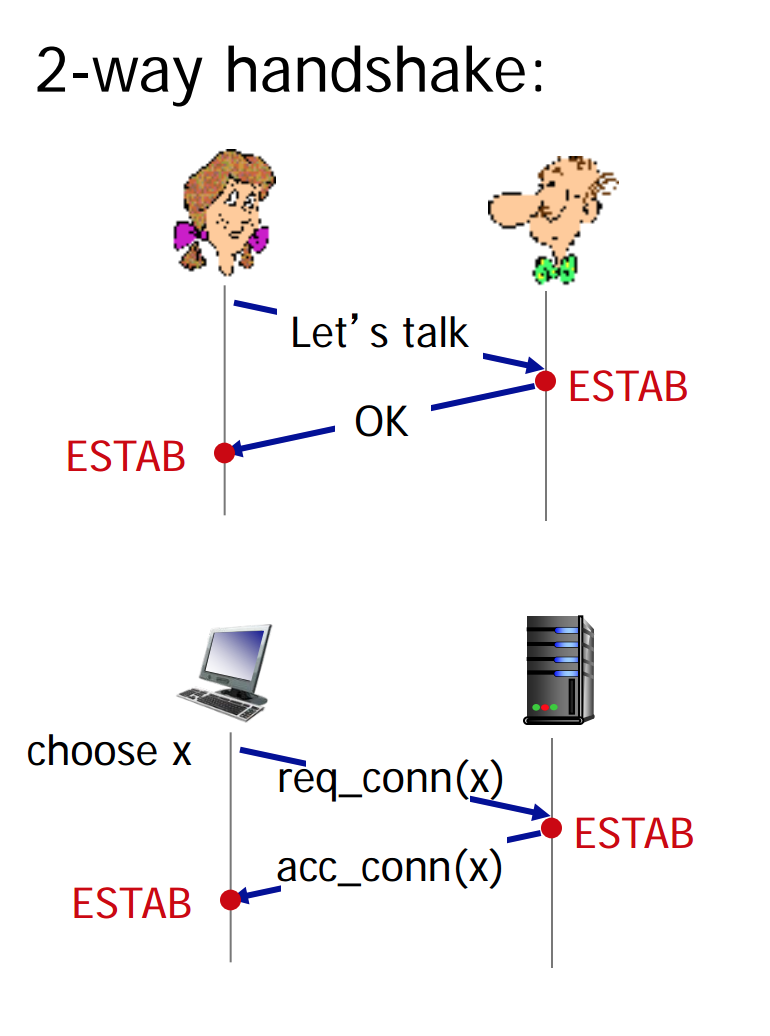 2-way handshake:
Let’s talk
ESTAB
OK
ESTAB
choose x
req_conn(x)
ESTAB
acc_conn(x)
ESTAB